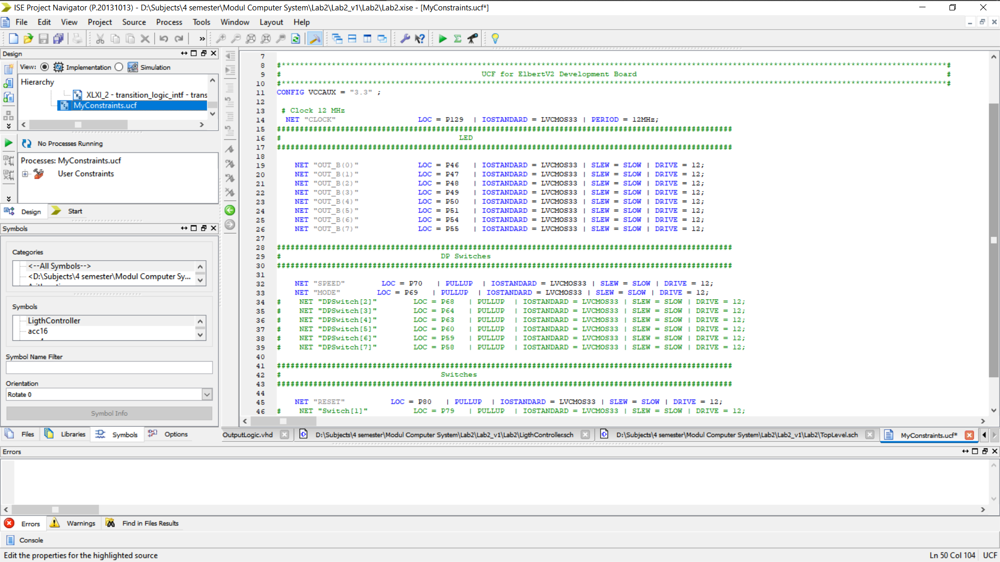 ISE Project Navigator (P.20131013) - D:\Subjects\4 semester\Modul Computer System\Lab2\Lab2_v1\Lab2\Lab2.xise - [MyConstraints.ucf*]
File Edit View Project Source Process Tools Window Layout Help
Design
View: Implementation Simulation
Hierarchy
XLXI_2 - transition_logic_intf - trans
MyConstraints.ucf
No Processes Running
Processes: MyConstraints.ucf
User Constraints
Design Start
Symbols
Categories
<--All Symbols-->
<D:\Subjects\4 semester\Modul Computer Sy...
Symbols
LigthController
acc16
Symbol Name Filter
Orientation
Rotate 0
Symbol Info
Files Libraries Symbols Options
7
8 #**************************************************************************************************************************************************#
9 # UCF for ElbertV2 Development Board #
10 #**************************************************************************************************************************************************#
11 CONFIG VCCAUX = "3.3" ;
12
13 # Clock 12 MHz
14 NET "CLOCK" LOC = P129 | IOSTANDARD = LVCMOS33 | PERIOD = 12MHz;
15 ####################################################################################################
16 # LED
17 ####################################################################################################
18
19 NET "OUT_B(0)" LOC = P46 | IOSTANDARD = LVCMOS33 | SLEW = SLOW | DRIVE = 12;
20 NET "OUT_B(1)" LOC = P47 | IOSTANDARD = LVCMOS33 | SLEW = SLOW | DRIVE = 12;
21 NET "OUT_B(2)" LOC = P48 | IOSTANDARD = LVCMOS33 | SLEW = SLOW | DRIVE = 12;
22 NET "OUT_B(3)" LOC = P49 | IOSTANDARD = LVCMOS33 | SLEW = SLOW | DRIVE = 12;
23 NET "OUT_B(4)" LOC = P50 | IOSTANDARD = LVCMOS33 | SLEW = SLOW | DRIVE = 12;
24 NET "OUT_B(5)" LOC = P51 | IOSTANDARD = LVCMOS33 | SLEW = SLOW | DRIVE = 12;
25 NET "OUT_B(6)" LOC = P54 | IOSTANDARD = LVCMOS33 | SLEW = SLOW | DRIVE = 12;
26 NET "OUT_B(7)" LOC = P55 | IOSTANDARD = LVCMOS33 | SLEW = SLOW | DRIVE = 12;
27
28 ####################################################################################################
29 # DP Switches
30 ####################################################################################################
31
32 NET "SPEED" LOC = P70 | PULLUP | IOSTANDARD = LVCMOS33 | SLEW = SLOW | DRIVE = 12;
33 NET "MODE" LOC = P69 | PULLUP | IOSTANDARD = LVCMOS33 | SLEW = SLOW | DRIVE = 12;
34 # NET "DPSwitch[2]" LOC = P68 | PULLUP | IOSTANDARD = LVCMOS33 | SLEW = SLOW | DRIVE = 12;
35 # NET "DPSwitch[3]" LOC = P64 | PULLUP | IOSTANDARD = LVCMOS33 | SLEW = SLOW | DRIVE = 12;
36 # NET "DPSwitch[4]" LOC = P63 | PULLUP | IOSTANDARD = LVCMOS33 | SLEW = SLOW | DRIVE = 12;
37 # NET "DPSwitch[5]" LOC = P60 | PULLUP | IOSTANDARD = LVCMOS33 | SLEW = SLOW | DRIVE = 12;
38 # NET "DPSwitch[6]" LOC = P59 | PULLUP | IOSTANDARD = LVCMOS33 | SLEW = SLOW | DRIVE = 12;
39 # NET "DPSwitch[7]" LOC = P58 | PULLUP | IOSTANDARD = LVCMOS33 | SLEW = SLOW | DRIVE = 12;
40
41 ####################################################################################################
42 # Switches
43 ####################################################################################################
44
45 NET "RESET" LOC = P80 | PULLUP | IOSTANDARD = LVCMOS33 | SLEW = SLOW | DRIVE = 12;
46 # NET "Switch[1]" LOC = P79 | PULLUP | IOSTANDARD = LVCMOS33 | SLEW = SLOW | DRIVE = 12;
OutputLogic.vhd D:\Subjects\4 semester\Modul Computer System\Lab2\Lab2_v1\Lab2\LigthController.sch D:\Subjects\4 semester\Modul Computer System\Lab2\Lab2_v1\Lab2\TopLevel.sch MyConstraints.ucf*
Errors
Errors Warnings Find in Files Results
Console
Edit the properties for the highlighted source Ln 50 Col 104 UCF